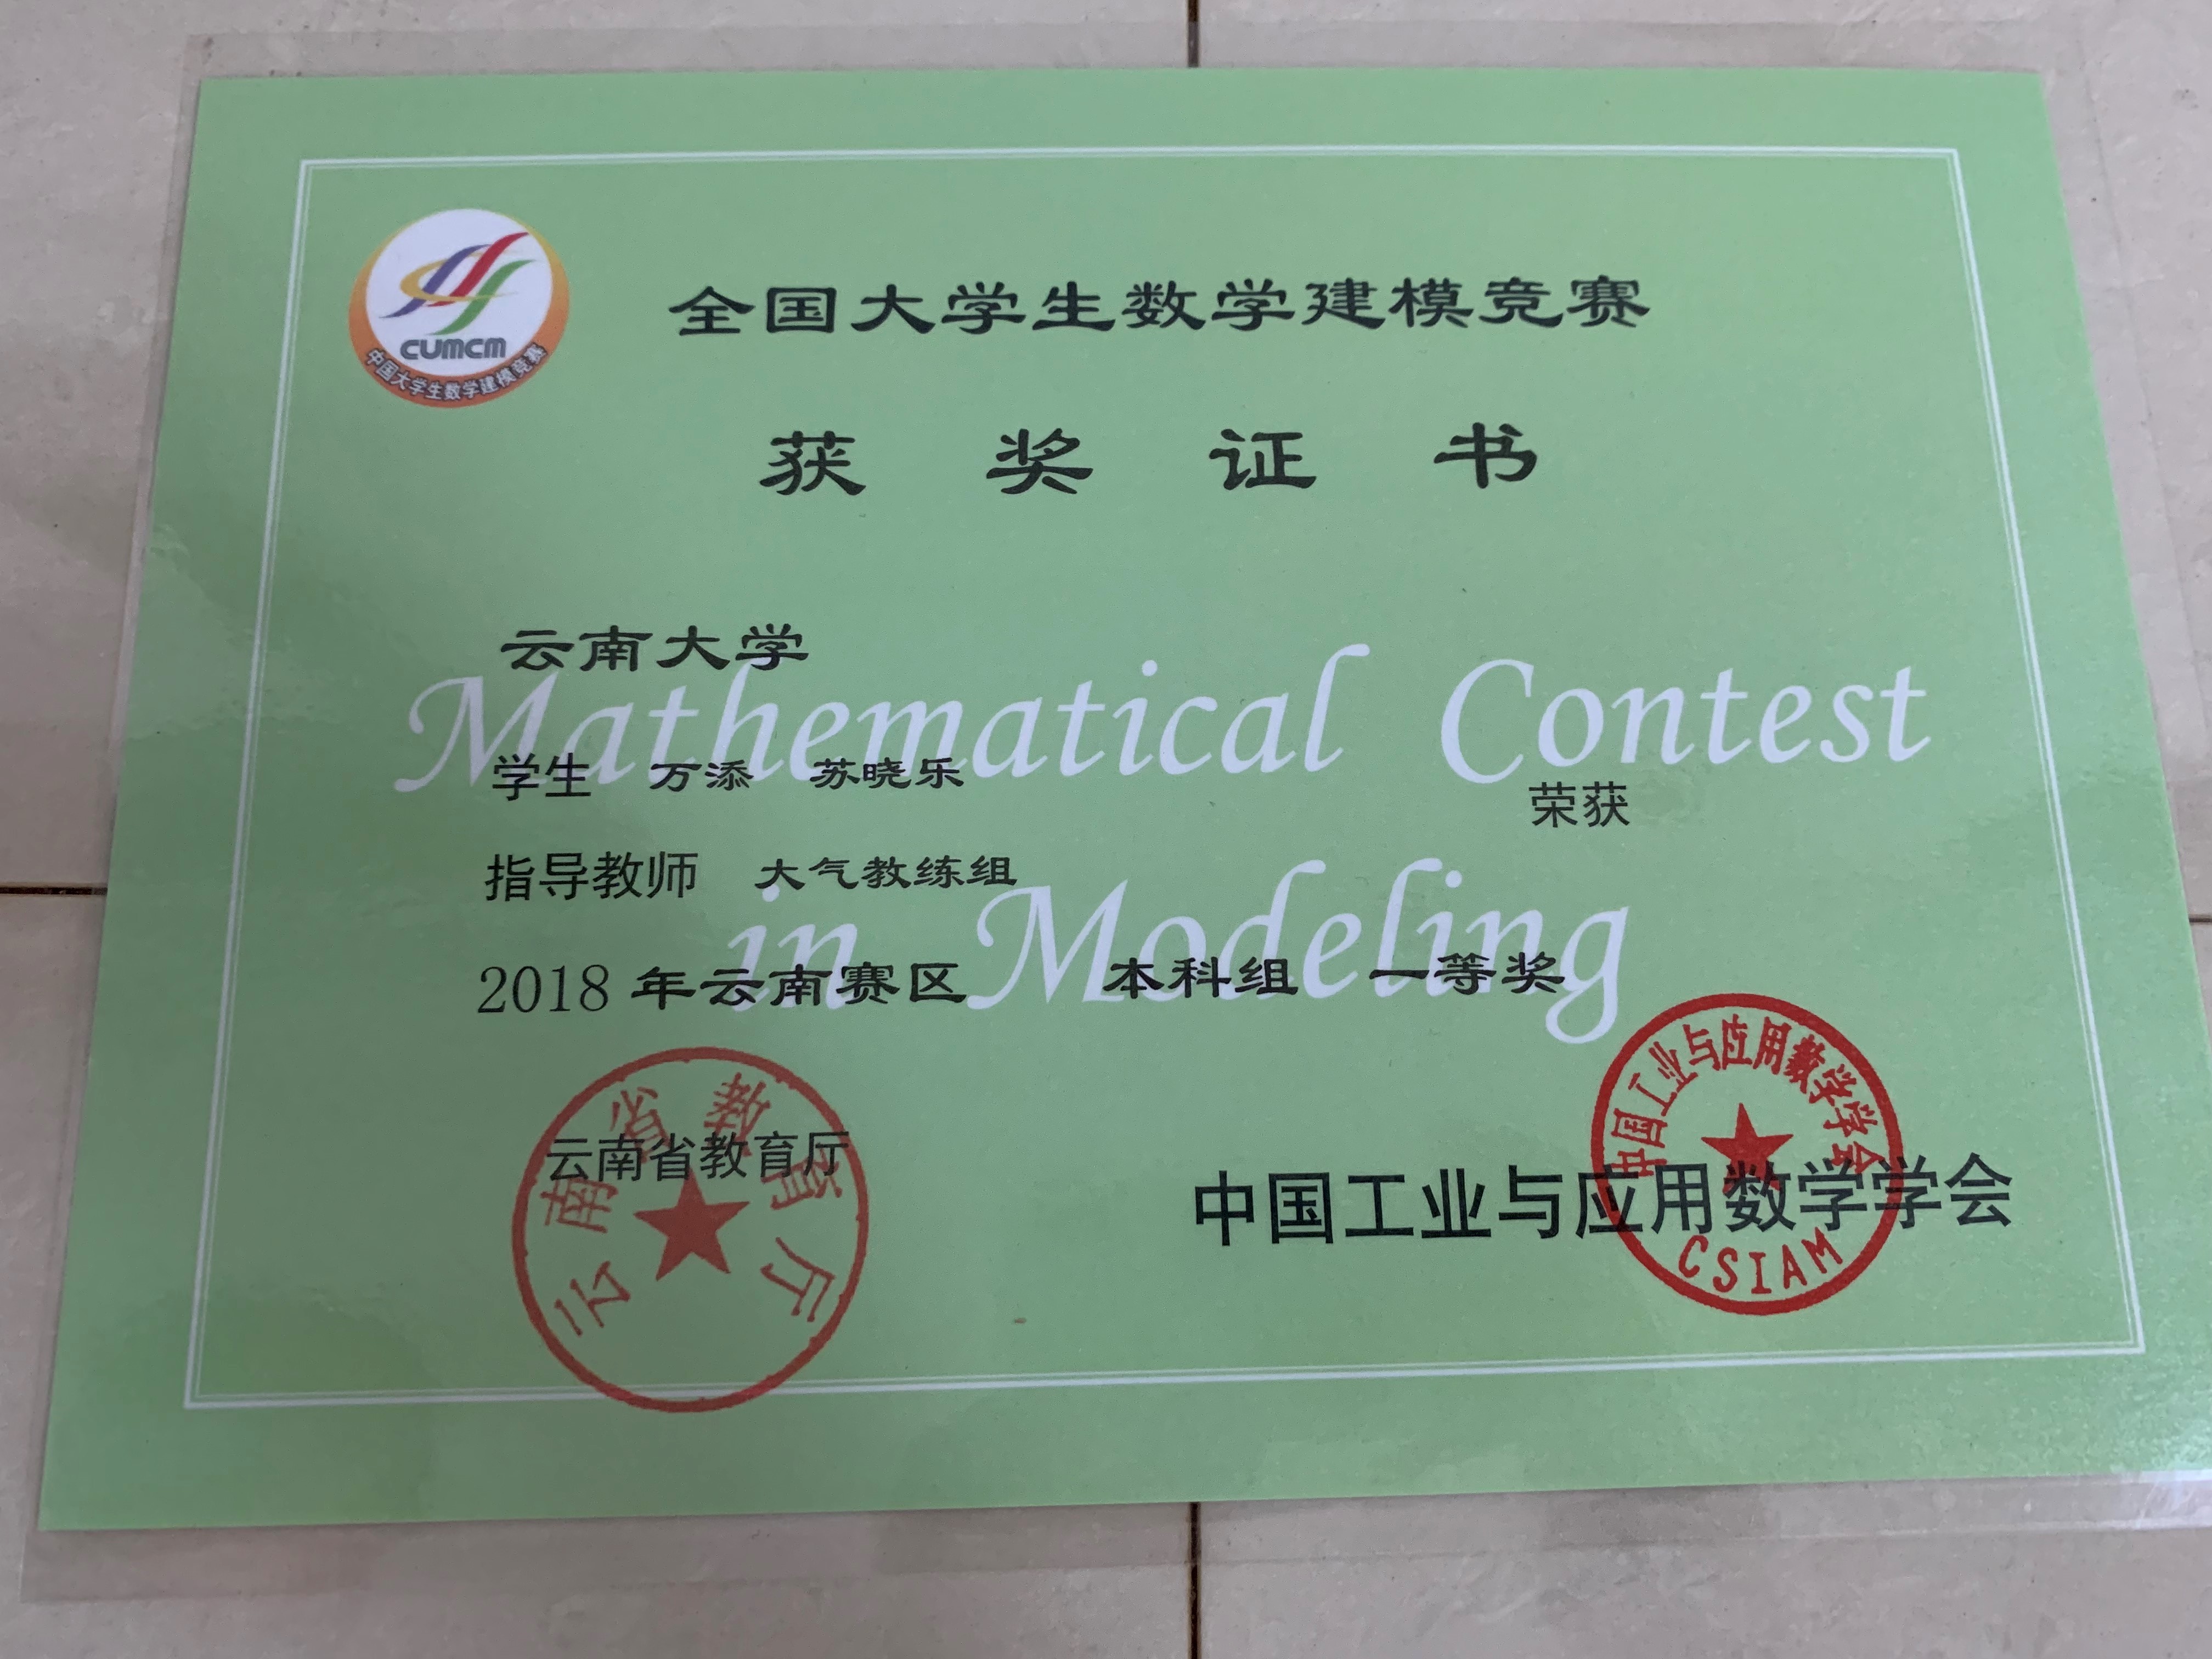 CUMCM
中国大学生数学建模竞赛
全国大学生数学建模竞赛
获 奖 证 书
云南大学
Mathematical Contest
学生 万添 苏晓乐 荣获
指导教师 大气教练组
in Modeling
2018 年云南赛区 本科组 一等奖
云南省教育厅
云南省教育厅
中国工业与应用数学学会
CSIAM
中国工业与应用数学学会